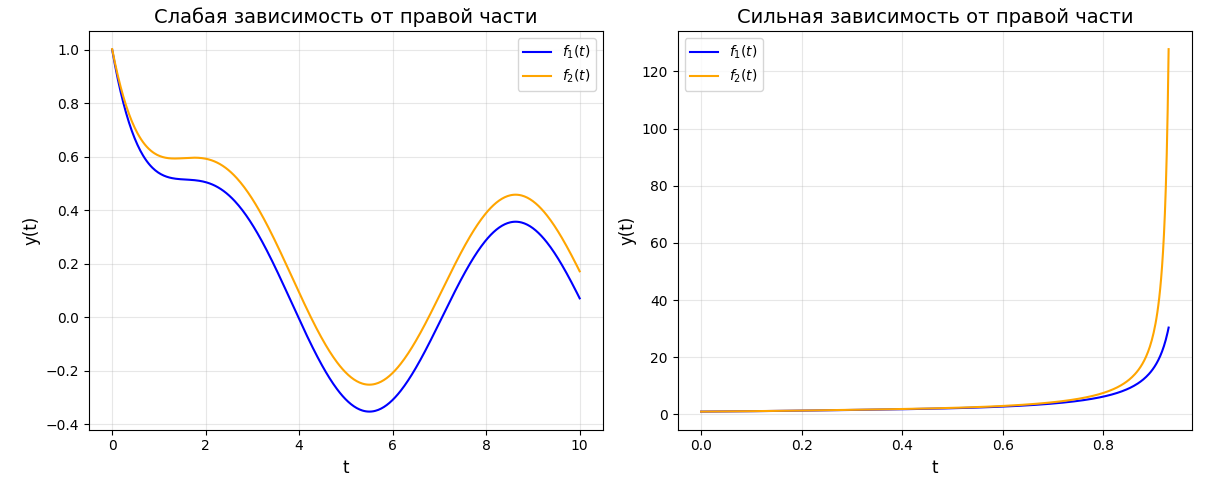 Слабая зависимость от правой части
y(t)
1.0
0.8
0.6
0.4
0.2
0.0
−0.2
−0.4
f₁(t)
f₂(t)
0 2 4 6 8 10
t
Сильная зависимость от правой части
y(t)
120
100
80
60
40
20
0
f₁(t)
f₂(t)
0.0 0.2 0.4 0.6 0.8
t